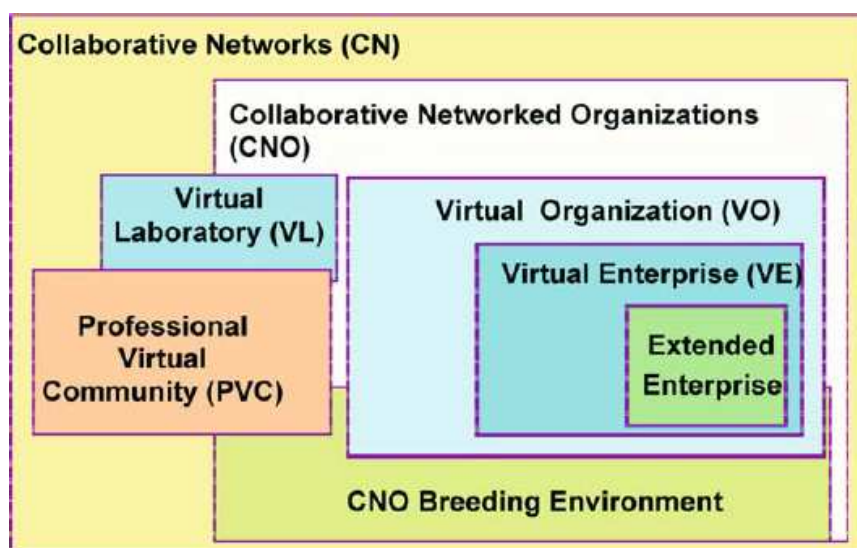 Collaborative Networks (CN)
Collaborative Networked Organizations
(CNO)
Virtual
Laboratory (VL)
Virtual Organization (VO)
Virtual Enterprise (VE)
Professional
Virtual
Community (PVC)
Extended
Enterprise
CNO Breeding Environment